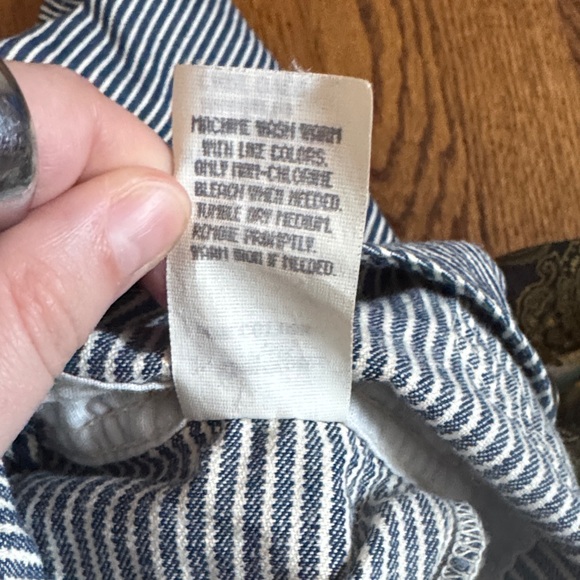 MACHINE WASH WARM
WITH LIKE COLORS.
ONLY NON-CHLORINE
BLEACH WHEN NEEDED.
TUMBLE DRY MEDIUM.
REMOVE PROMPTLY.
WARM IRON IF NEEDED.